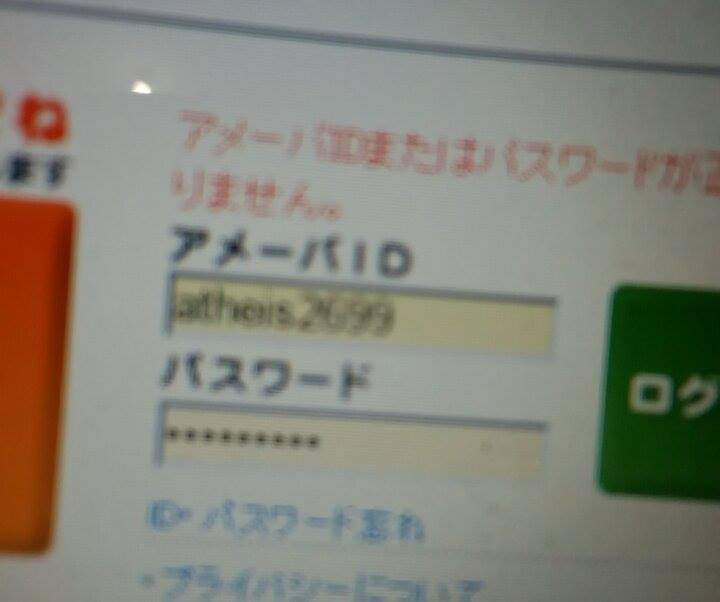 ね
ます
アメーバIDまたはパスワードが正
りません。
アメーバID
atheis2699
パスワード
•••••••••
ログ
ID・パスワード忘れ
・プライバシーについて